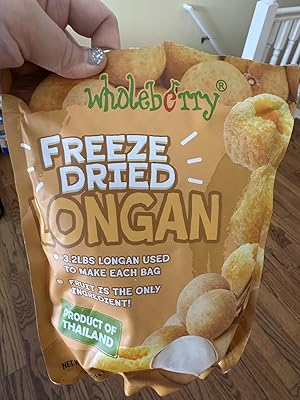 wholeberry®
FREEZE
DRIED
LONGAN
• 3.2LBS LONGAN USED
TO MAKE EACH BAG
• FRUIT IS THE ONLY
INGREDIENT!
PRODUCT OF
THAILAND
NET